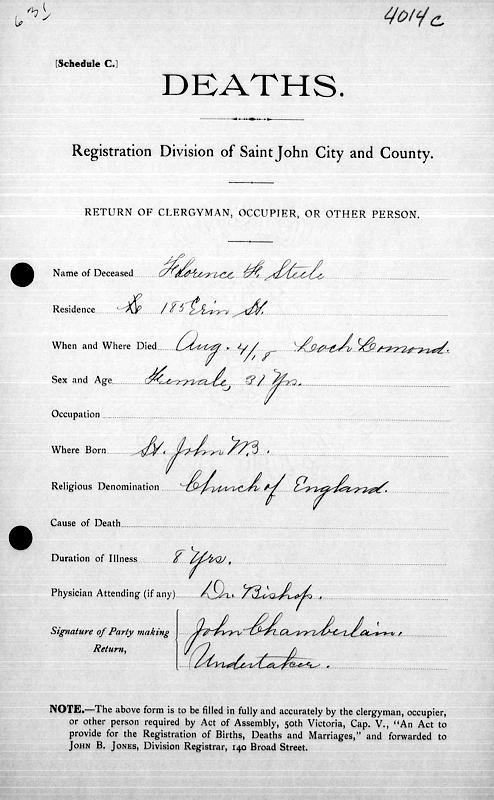 631
4014c
[Schedule C.]
DEATHS.
Registration Division of Saint John City and County.
RETURN OF CLERGYMAN, OCCUPIER, OR OTHER PERSON.
Name of Deceased Florence F. Steele
Residence 185 Erin St.
When and Where Died Aug. 4/18 Loch Lomond.
Sex and Age Female, 31 Yrs.
Occupation
Where Born St. John N.B.
Religious Denomination Church of England.
Cause of Death
Duration of Illness 8 Yrs.
Physician Attending (if any) Dr. Bishop.
Signature of Party making John Chamberlain,
Return, Undertaker.
NOTE.—The above form is to be filled in fully and accurately by the clergyman, occupier,
or other person required by Act of Assembly, 50th Victoria, Cap. V., "An Act to
provide for the Registration of Births, Deaths and Marriages," and forwarded to
JOHN B. JONES, Division Registrar, 140 Broad Street.